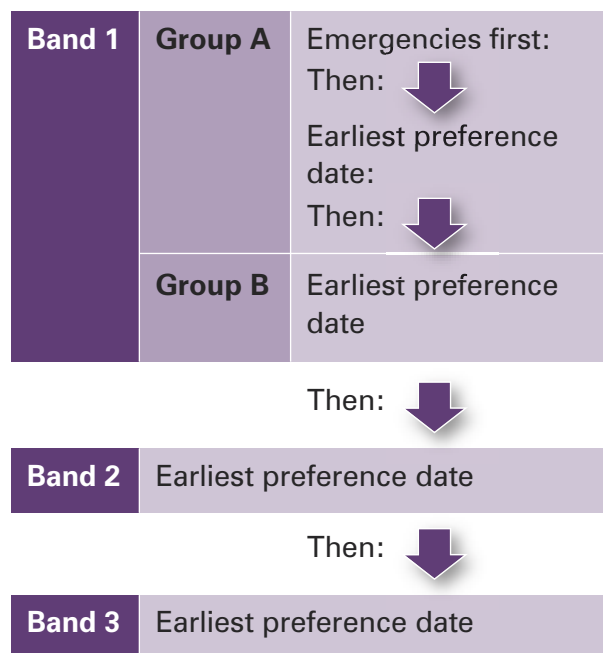 Band 1 Group A Emergencies first:
Then:
Earliest preference
date:
Then:
Group B Earliest preference
date
Then:
Band 2 Earliest preference date
Then:
Band 3 Earliest preference date